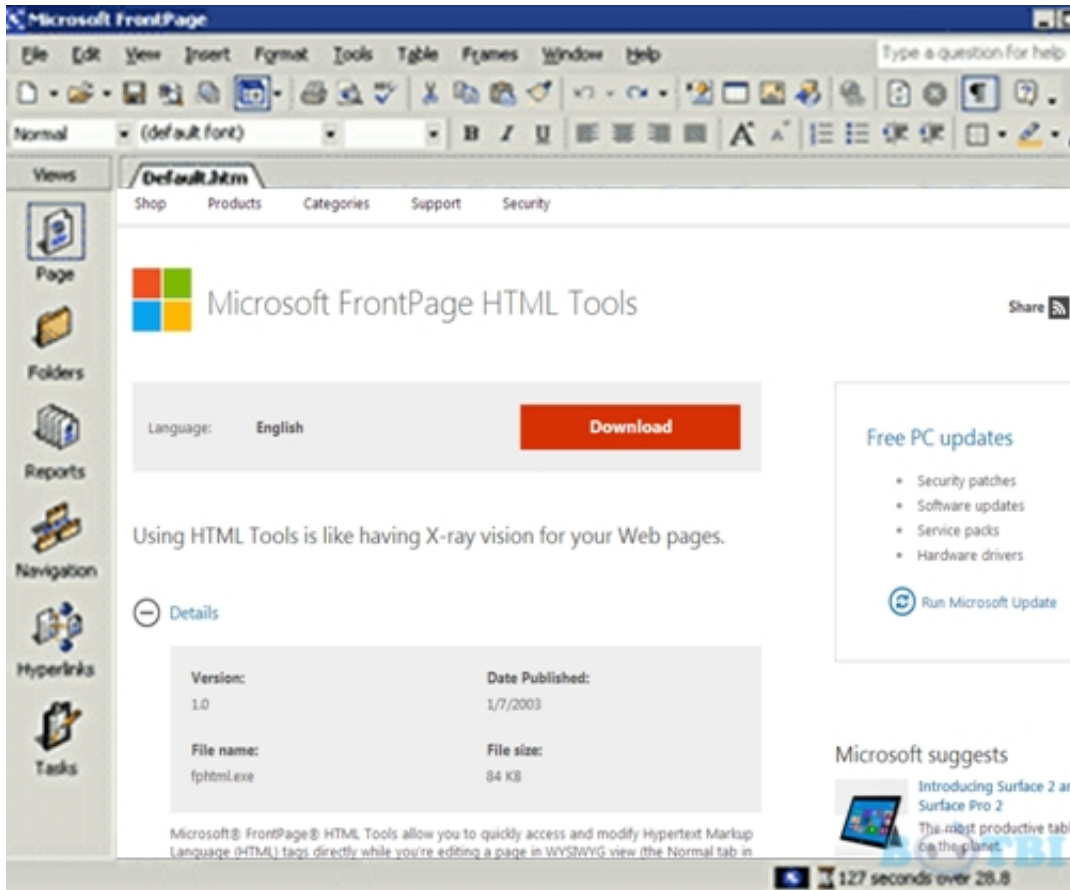 Microsoft FrontPage
File Edit View Insert Format Tools Table Frames Window Help Type a question for help
Normal (default font) B I U A A
Views
Default.htm
Shop Products Categories Support Security
Page
Microsoft FrontPage HTML Tools
Share
Folders
Language: English Download
Free PC updates
Security patches
Software updates
Service packs
Hardware drivers
Reports
Using HTML Tools is like having X-ray vision for your Web pages.
Navigation
Run Microsoft Update
Details
Hyperlinks
Version: Date Published:
1.0 1/7/2003
File name: File size:
fphtml.exe 84 KB
Tasks
Microsoft suggests
Introducing Surface 2 an
Surface Pro 2
The most productive tabl
on the planet.
Microsoft® FrontPage® HTML Tools allow you to quickly access and modify Hypertext Markup
Language (HTML) tags directly while you're editing a page in WYSIWYG view (the Normal tab in
127 seconds over 28.8